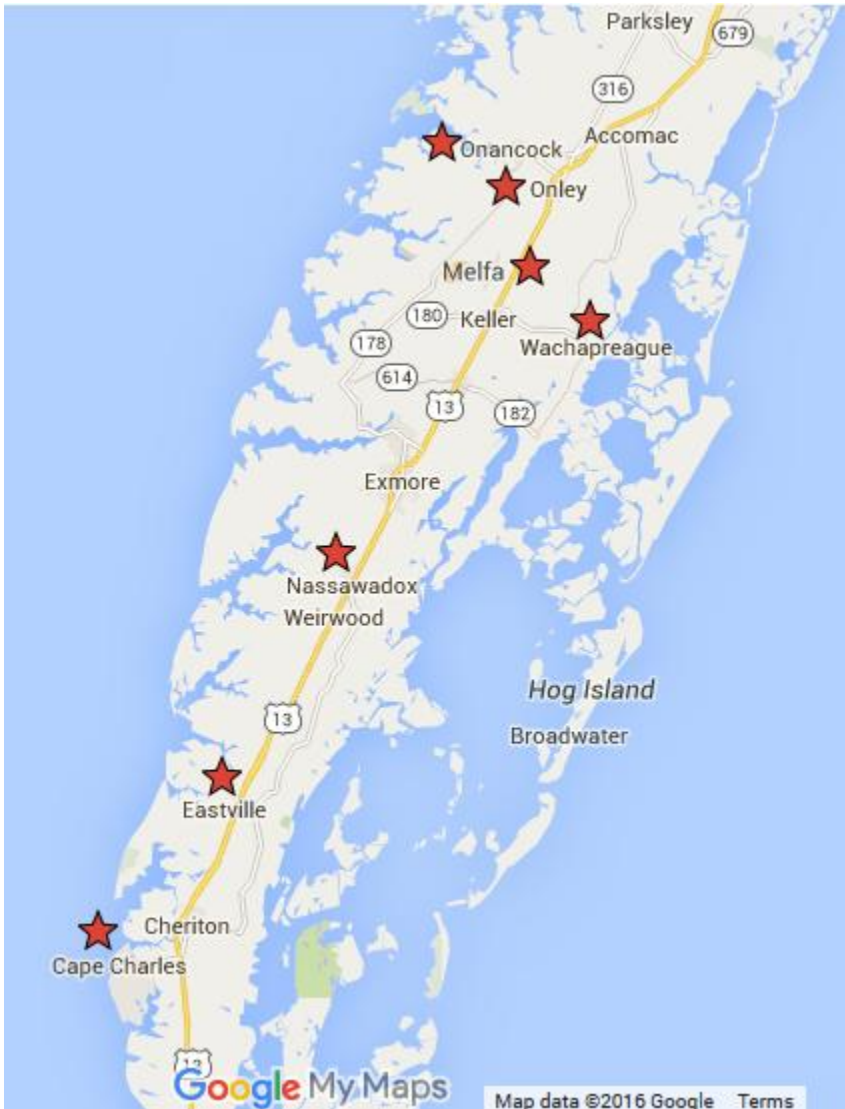 Parksley
679
316
Accomac
Onancock
Onley
Melfa
180
Keller
178
Wachapreague
614
13
182
Exmore
Nassawadox
Weirwood
Hog Island
13
Broadwater
Eastville
Cheriton
Cape Charles
13
Google My Maps
Map data ©2016 Google Terms